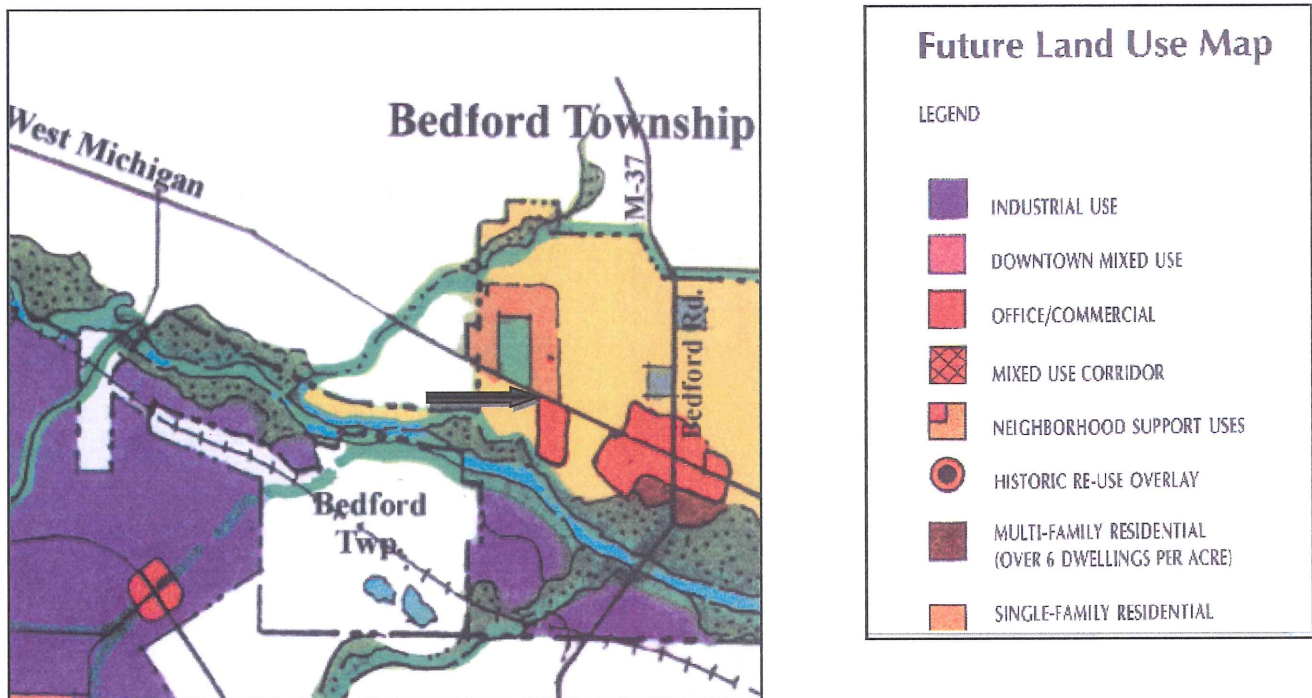 Bedford Township
West Michigan
M-37
Bedford Rd.
Bedford
Twp.
Future Land Use Map
LEGEND
INDUSTRIAL USE
DOWNTOWN MIXED USE
OFFICE/COMMERCIAL
MIXED USE CORRIDOR
NEIGHBORHOOD SUPPORT USES
HISTORIC RE-USE OVERLAY
MULTI-FAMILY RESIDENTIAL
(OVER 6 DWELLINGS PER ACRE)
SINGLE-FAMILY RESIDENTIAL